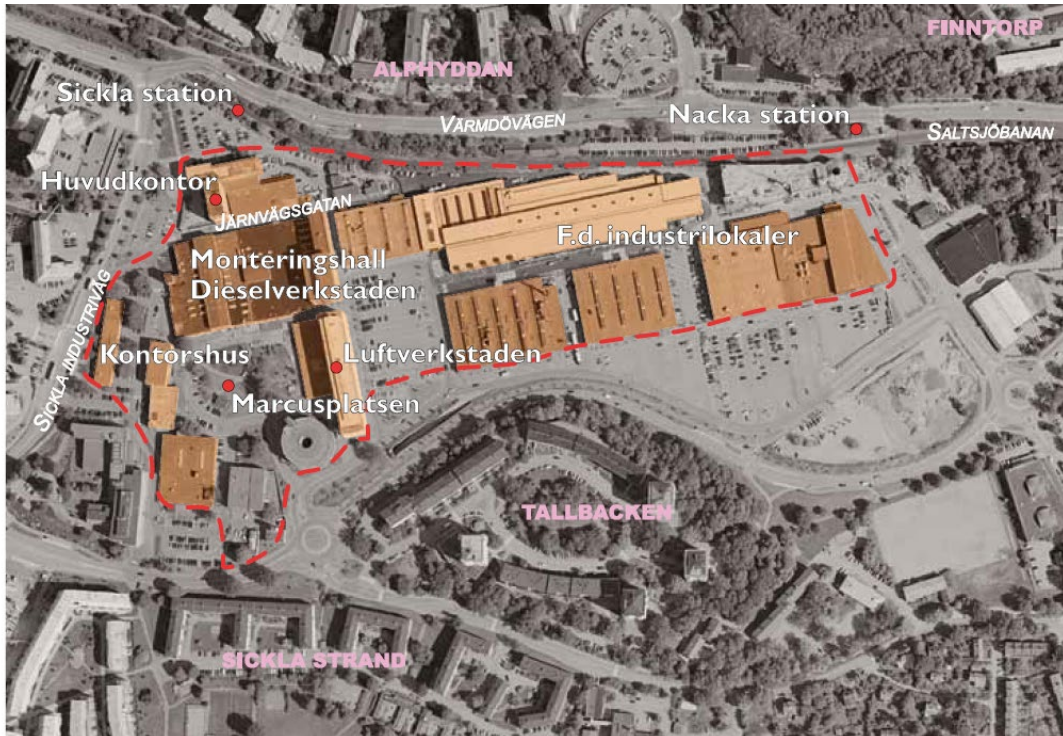 FINNTORP
ALPHYDDAN
Sickla station
VÄRMDÖVÄGEN
Nacka station
SALTSJÖBANAN
Huvudkontor
JÄRNVÄGSGATAN
F.d. industrilokaler
Monteringshall
Dieselverkstaden
SICKLA INDUSTRIVÄG
Kontorshus
Luftverkstaden
Marcusplatsen
TALLBACKEN
SICKLA STRAND